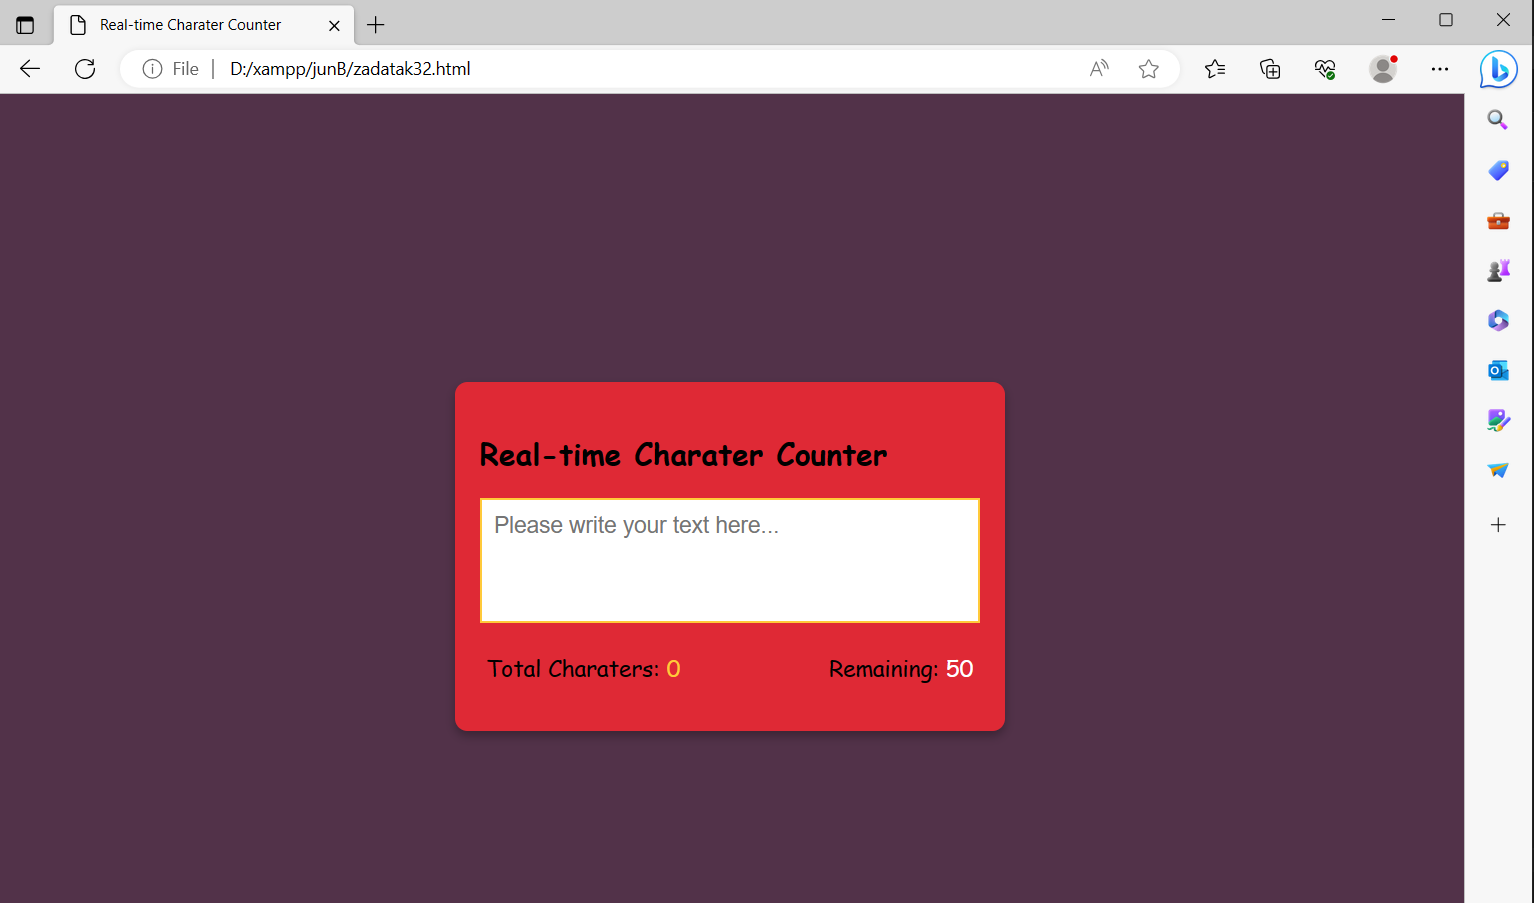 Real-time Charater Counter
File D:/xampp/junB/zadatak32.html
Real-time Charater Counter
Please write your text here...
Total Charaters: 0 Remaining: 50